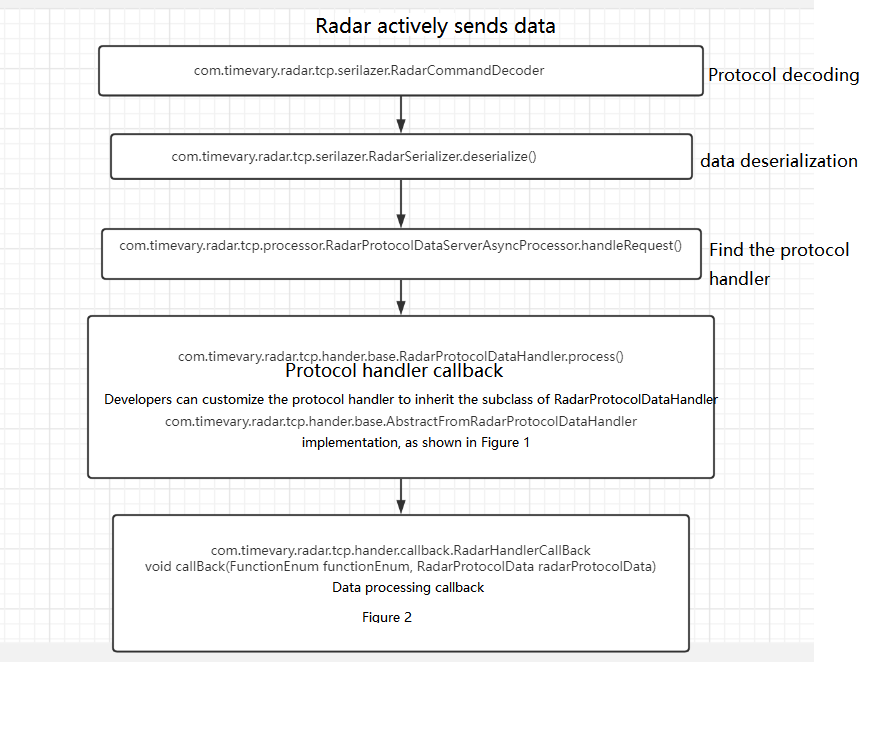 Radar actively sends data
com.timevary.radar.tcp.serilazer.RadarCommandDecoder
Protocol decoding
com.timevary.radar.tcp.serilazer.RadarSerializer.deserialize()
data deserialization
com.timevary.radar.tcp.processor.RadarProtocolDataServerAsyncProcessor.handleRequest()
Find the protocol
handler
com.timevary.radar.tcp.hander.base.RadarProtocolDataHandler.process()
Protocol handler callback
Developers can customize the protocol handler to inherit the subclass of RadarProtocolDataHandler
com.timevary.radar.tcp.hander.base.AbstractFromRadarProtocolDataHandler
implementation, as shown in Figure 1
com.timevary.radar.tcp.hander.callback.RadarHandlerCallBack
void callBack(FunctionEnum functionEnum, RadarProtocolData radarProtocolData)
Data processing callback
Figure 2